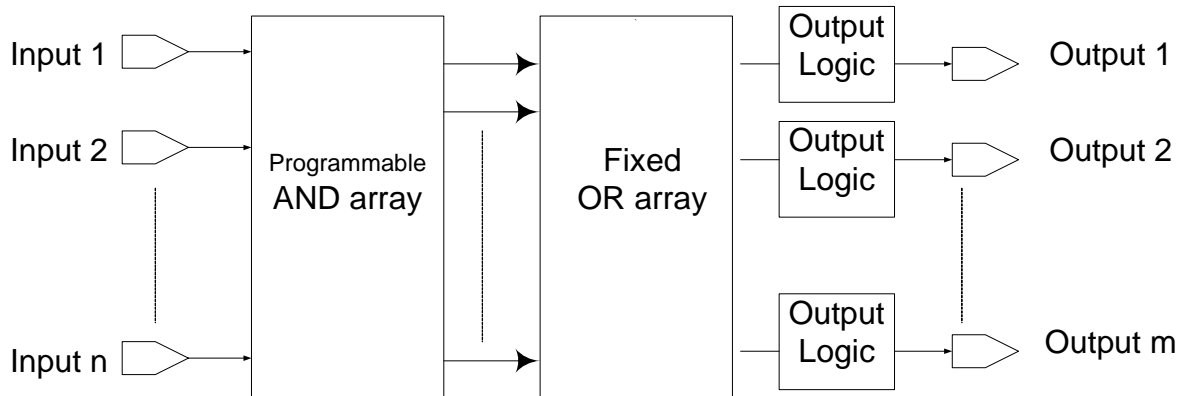 Input 1
Input 2
Input n
Programmable
AND array
Fixed
OR array
Output
Logic
Output 1
Output
Logic
Output 2
Output
Logic
Output m